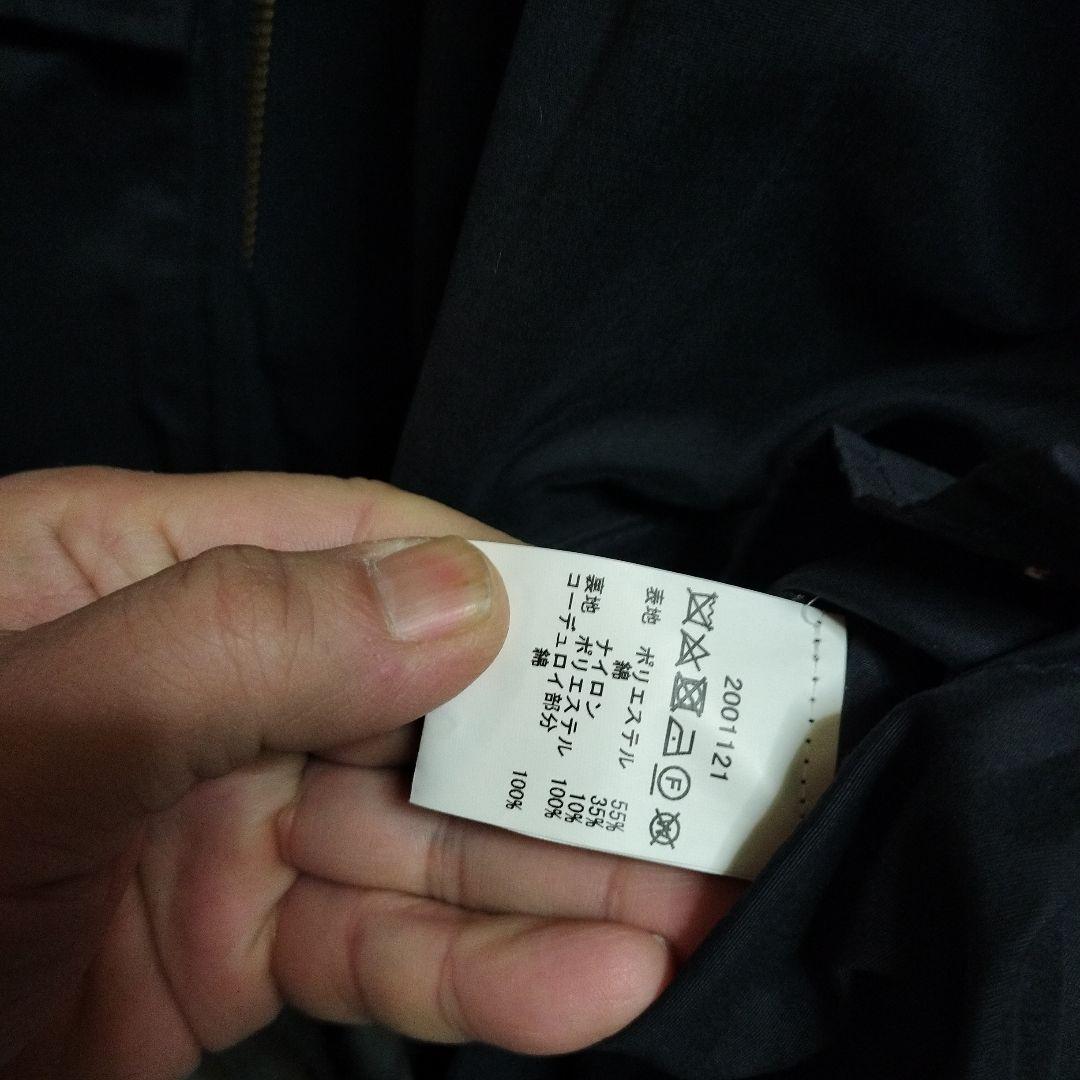 2001121
F
W
表地 ポリエステル 55%
綿 35%
ナイロン 10%
裏地 ポリエステル 100%
コーデュロイ部分
綿 100%